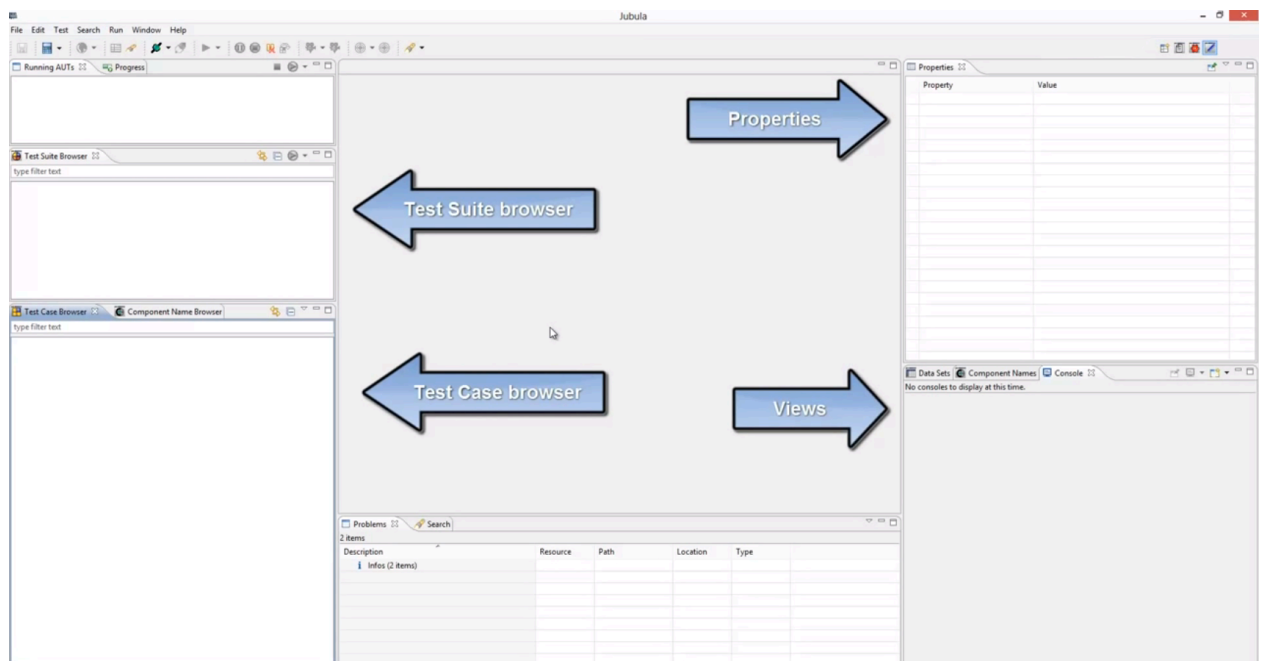 Jubula
File Edit Test Search Run Window Help
Running AUTs Progress
Test Suite Browser
type filter text
Test Case Browser Component Name Browser
type filter text
Properties
Test Suite browser
Test Case browser
Views
Problems Search
2 items
Description Resource Path Location Type
Infos (2 items)
Properties
Property Value
Data Sets Component Names Console
No consoles to display at this time.